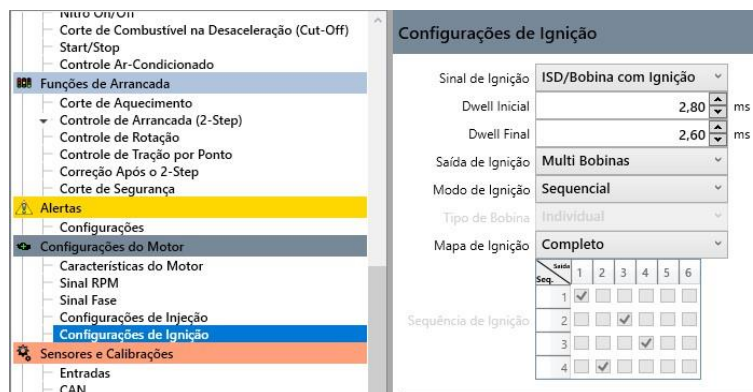 Nitro On/Off
Corte de Combustível na Desaceleração (Cut-Off)
Start/Stop
Controle Ar-Condicionado
Funções de Arrancada
Corte de Aquecimento
Controle de Arrancada (2-Step)
Controle de Rotação
Controle de Tração por Ponto
Correção Após o 2-Step
Corte de Segurança
Alertas
Configurações
Configurações do Motor
Características do Motor
Sinal RPM
Sinal Fase
Configurações de Injeção
Configurações de Ignição
Sensores e Calibrações
Entradas
CAN
Configurações de Ignição
Sinal de Ignição ISD/Bobina com Ignição
Dwell Inicial 2,80 ms
Dwell Final 2,60 ms
Saída de Ignição Multi Bobinas
Modo de Ignição Sequencial
Tipo de Bobina Individual
Mapa de Ignição Completo
Saída
Seq. 1 2 3 4 5 6
1
Sequência de Ignição 2
3
4